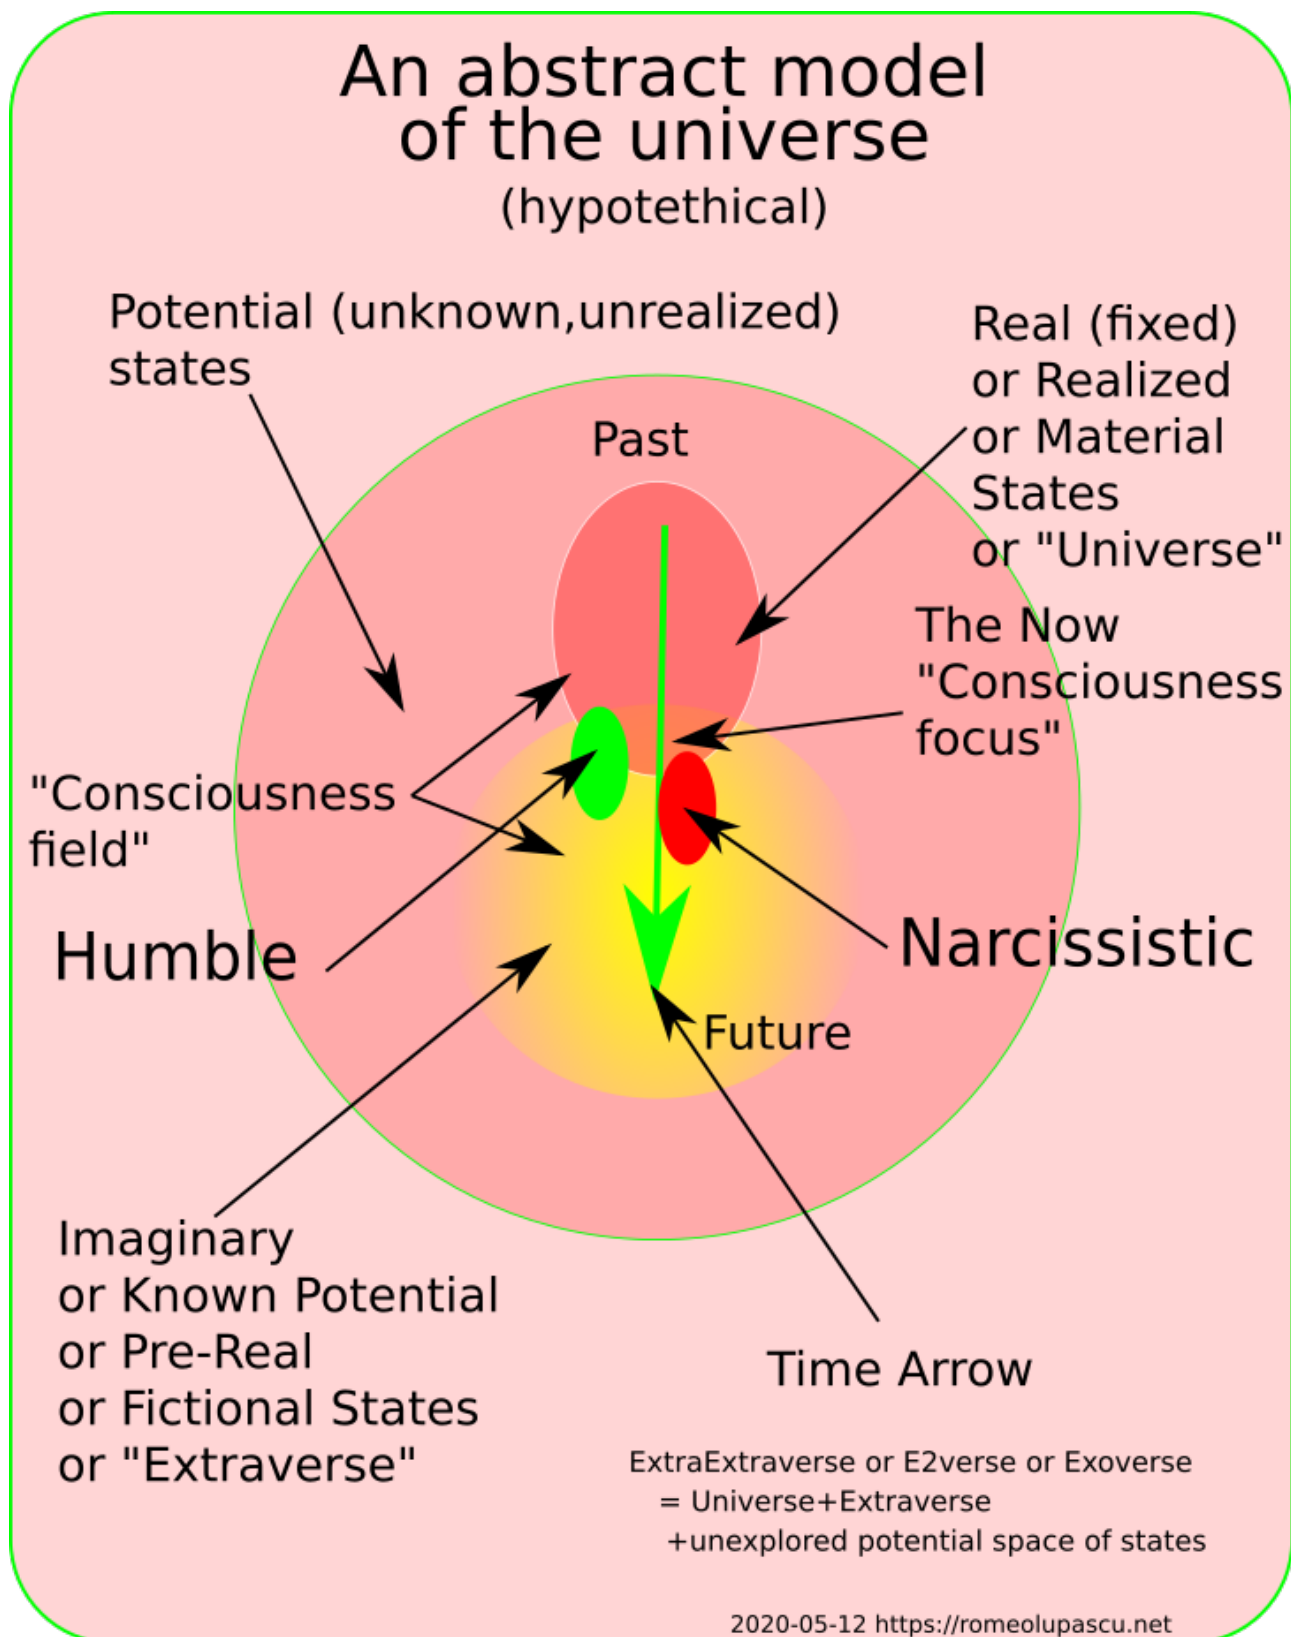 An abstract model
of the universe
(hypotethical)
Potential (unknown,unrealized)
states
Real (fixed)
or Realized
or Material
States
or "Universe"
Past
The Now
"Consciousness
focus"
"Consciousness
field"
Humble
Narcissistic
Future
Imaginary
or Known Potential
or Pre-Real
or Fictional States
or "Extraverse"
Time Arrow
ExtraExtraverse or E2verse or Exoverse
= Universe+Extraverse
+unexplored potential space of states
2020-05-12 https://romeolupascu.net